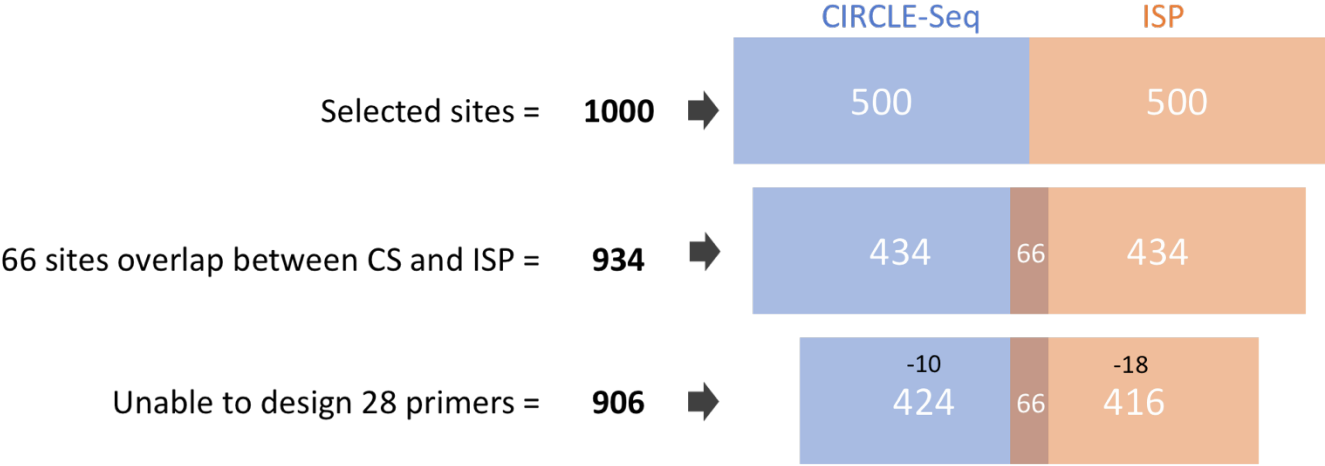 CIRCLE-Seq ISP
Selected sites = 1000 500 500
66 sites overlap between CS and ISP = 934 434 66 434
-10 -18
Unable to design 28 primers = 906 424 66 416